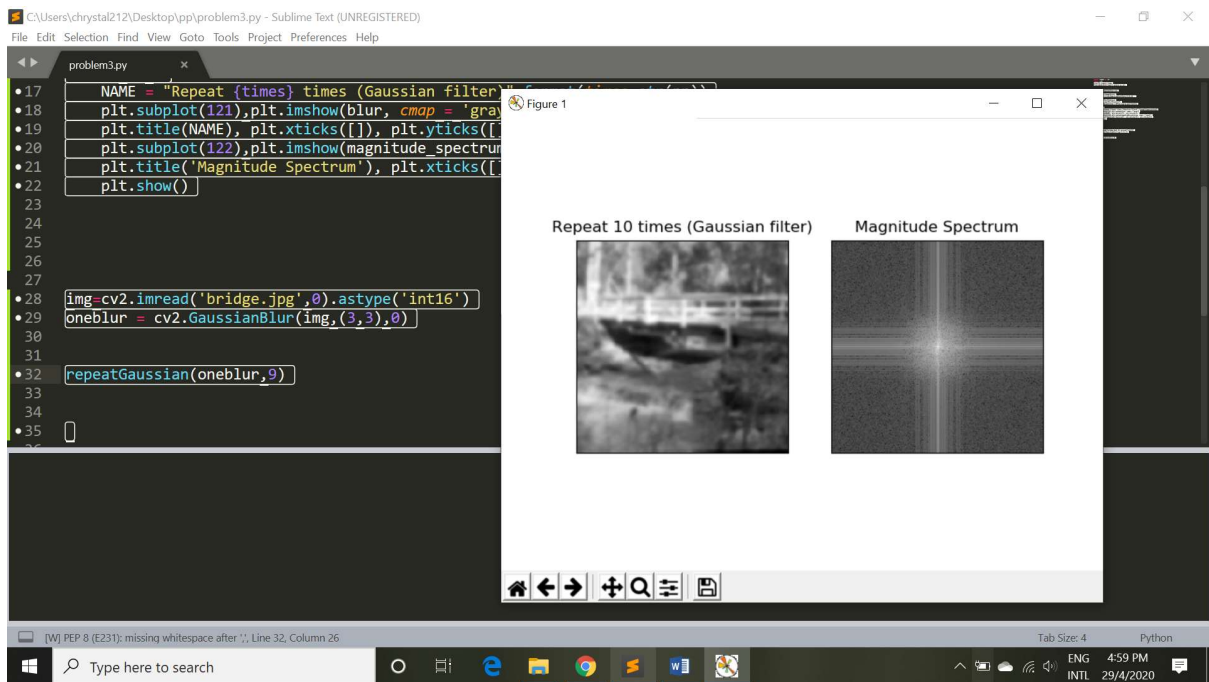 C:\Users\chrystal212\Desktop\pp\problem3.py - Sublime Text (UNREGISTERED)
File Edit Selection Find View Goto Tools Project Preferences Help
problem3.py
17 NAME = "Repeat {times} times (Gaussian filter)"
18 plt.subplot(121),plt.imshow(blur, cmap = 'gray
19 plt.title(NAME), plt.xticks([]), plt.yticks([
20 plt.subplot(122),plt.imshow(magnitude_spectrum
21 plt.title('Magnitude Spectrum'), plt.xticks([
22 plt.show()
23
24
25
26
27
28 img=cv2.imread('bridge.jpg',0).astype('int16')
29 oneblur = cv2.GaussianBlur(img,(3,3),0)
30
31
32 repeatGaussian(oneblur,9)
33
34
35
Figure 1
Repeat 10 times (Gaussian filter) Magnitude Spectrum
[W] PEP 8 (E231): missing whitespace after ',', Line 32, Column 26
Tab Size: 4 Python
Type here to search
ENG 4:59 PM
INTL 29/4/2020